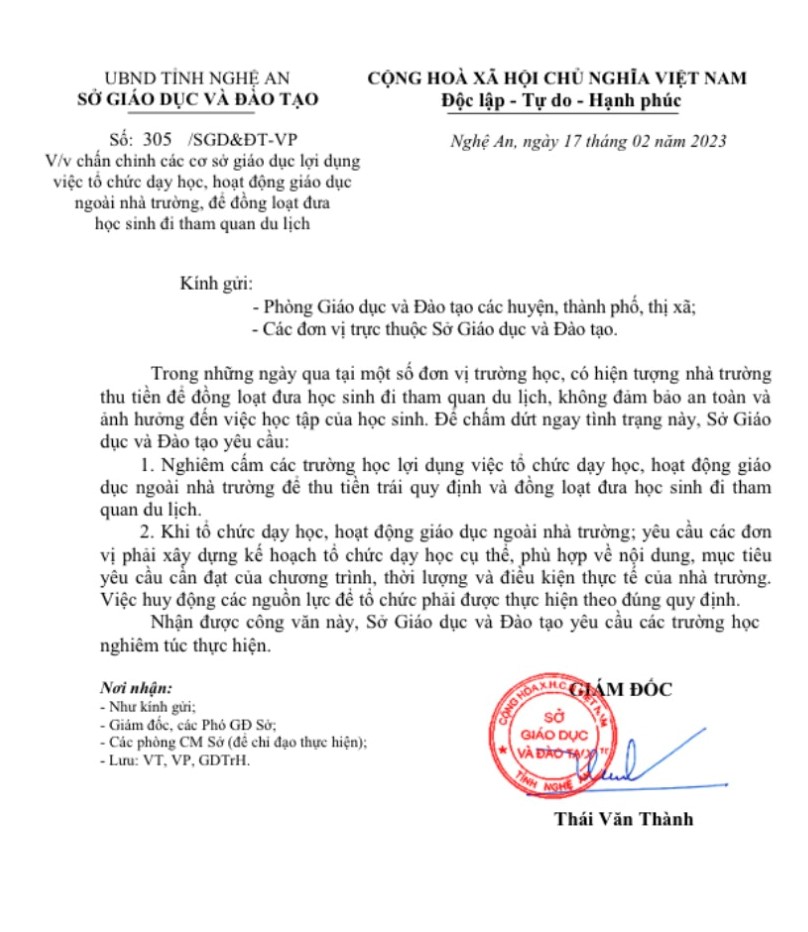 UBND TỈNH NGHỆ AN
SỞ GIÁO DỤC VÀ ĐÀO TẠO
CỘNG HOÀ XÃ HỘI CHỦ NGHĨA VIỆT NAM
Độc lập - Tự do - Hạnh phúc
Số: 305 /SGD&ĐT-VP
V/v chấn chỉnh các cơ sở giáo dục lợi dụng
việc tổ chức dạy học, hoạt động giáo dục
ngoài nhà trường, để đồng loạt đưa
học sinh đi tham quan du lịch
Nghệ An, ngày 17 tháng 02 năm 2023
Kính gửi:
- Phòng Giáo dục và Đào tạo các huyện, thành phố, thị xã;
- Các đơn vị trực thuộc Sở Giáo dục và Đào tạo.
Trong những ngày qua tại một số đơn vị trường học, có hiện tượng nhà trường
thu tiền để đồng loạt đưa học sinh đi tham quan du lịch, không đảm bảo an toàn và
ảnh hưởng đến việc học tập của học sinh. Để chấm dứt ngay tình trạng này, Sở Giáo
dục và Đào tạo yêu cầu:
1. Nghiêm cấm các trường học lợi dụng việc tổ chức dạy học, hoạt động giáo
dục ngoài nhà trường để thu tiền trái quy định và đồng loạt đưa học sinh đi tham
quan du lịch.
2. Khi tổ chức dạy học, hoạt động giáo dục ngoài nhà trường; yêu cầu các đơn
vị phải xây dựng kế hoạch tổ chức dạy học cụ thể, phù hợp về nội dung, mục tiêu
yêu cầu cần đạt của chương trình, thời lượng và điều kiện thực tế của nhà trường.
Việc huy động các nguồn lực để tổ chức phải được thực hiện theo đúng quy định.
Nhận được công văn này, Sở Giáo dục và Đào tạo yêu cầu các trường học
nghiêm túc thực hiện.
Nơi nhận:
- Như kính gửi;
- Giám đốc, các Phó GĐ Sở;
- Các phòng CM Sở (để chỉ đạo thực hiện);
- Lưu: VT, VP, GDTrH.
GIÁM ĐỐC
SỞ
GIÁO DỤC
VÀ ĐÀO TẠO
TỈNH NGHỆ
Thái Văn Thành